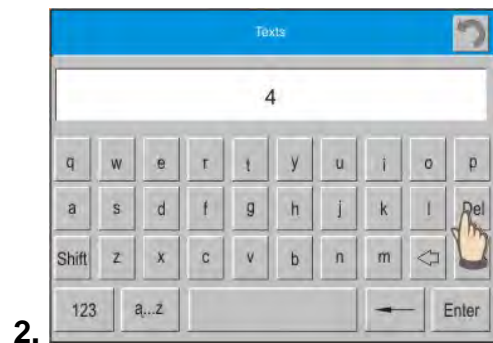 Texts
4
q w e r t y u i o p
a s d f g h j k l Del
Shift z x c v b n m
123 ą...ż Enter
2.